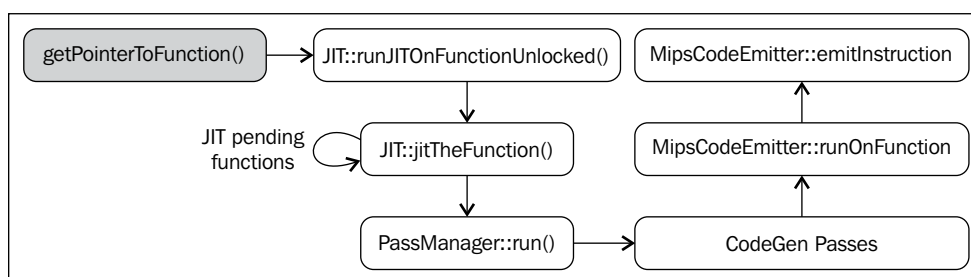 getPointerToFunction()
JIT::runJITOnFunctionUnlocked()
JIT pending
functions
JIT::jitTheFunction()
PassManager::run()
CodeGen Passes
MipsCodeEmitter::runOnFunction
MipsCodeEmitter::emitInstruction